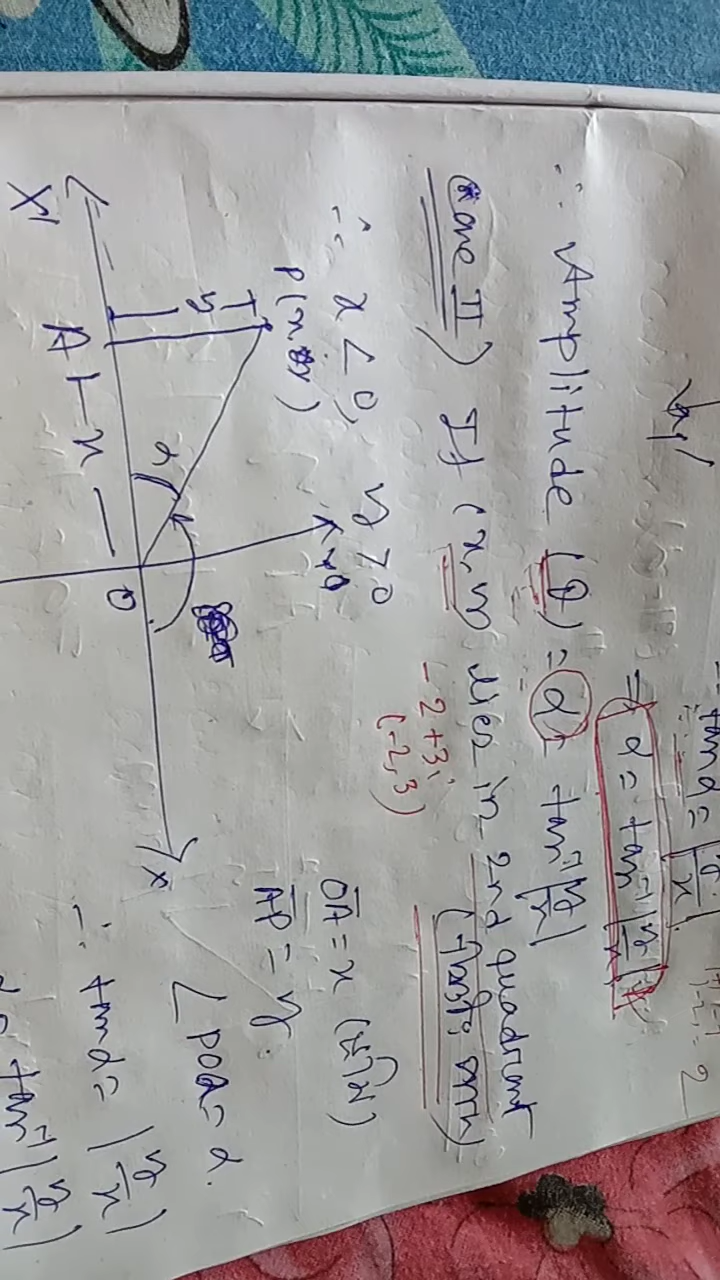 y'
tan α = |y/x|
⇒ α = tan⁻¹|y/x|
∴ Amplitude (θ) = α = tan⁻¹|y/x|
Case II) If (x, y) lies in 2nd quadrant
∴ x < 0, y > 0
-2+3i
(-2, 3)
P(x, y)
y
y
α
X'
A
x
O
X
OA = x
AP = y.
∠POA = α.
∴ tan α = |y/x|
α = tan⁻¹|y/x|